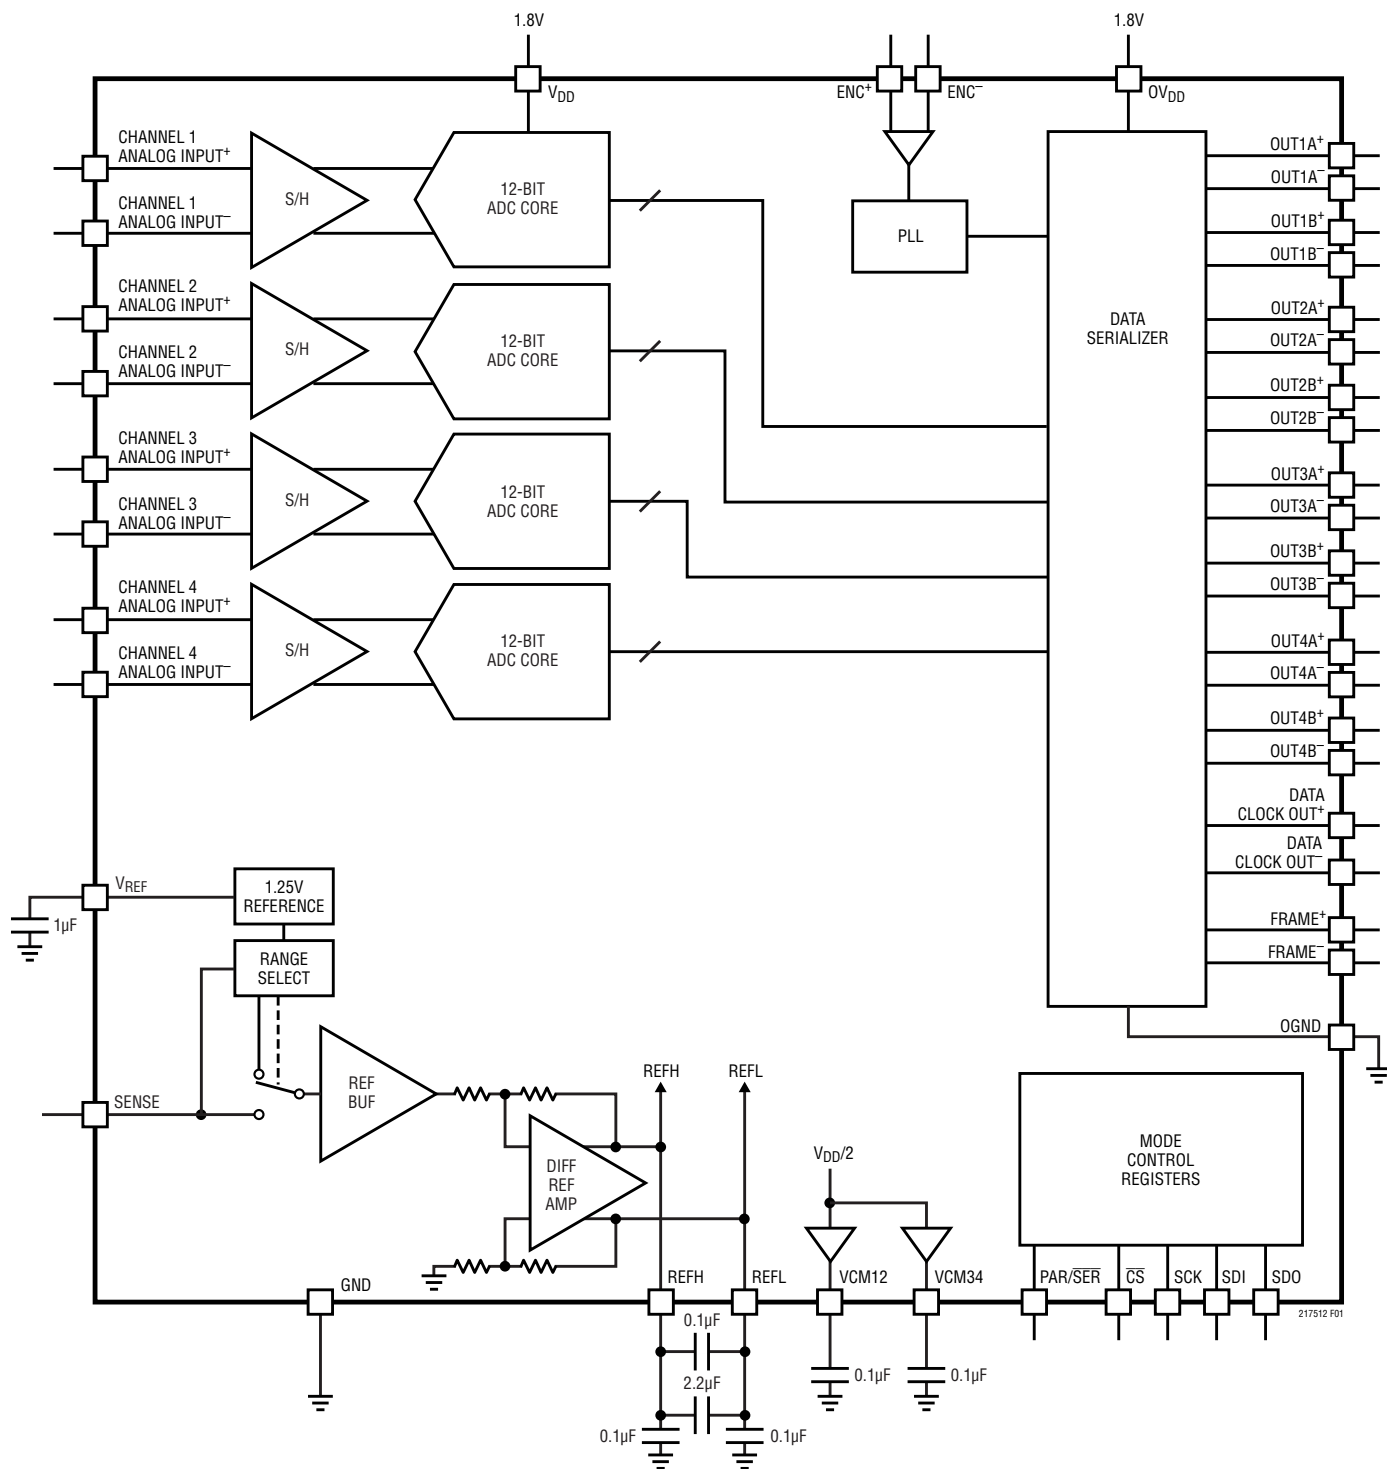 1.8V
1.8V
V_DD
ENC⁺
ENC⁻
OV_DD
CHANNEL 1
ANALOG INPUT⁺
CHANNEL 1
ANALOG INPUT⁻
S/H
12-BIT
ADC CORE
PLL
CHANNEL 2
ANALOG INPUT⁺
CHANNEL 2
ANALOG INPUT⁻
S/H
12-BIT
ADC CORE
CHANNEL 3
ANALOG INPUT⁺
CHANNEL 3
ANALOG INPUT⁻
S/H
12-BIT
ADC CORE
CHANNEL 4
ANALOG INPUT⁺
CHANNEL 4
ANALOG INPUT⁻
S/H
12-BIT
ADC CORE
DATA
SERIALIZER
OUT1A⁺
OUT1A⁻
OUT1B⁺
OUT1B⁻
OUT2A⁺
OUT2A⁻
OUT2B⁺
OUT2B⁻
OUT3A⁺
OUT3A⁻
OUT3B⁺
OUT3B⁻
OUT4A⁺
OUT4A⁻
OUT4B⁺
OUT4B⁻
DATA
CLOCK OUT⁺
DATA
CLOCK OUT⁻
FRAME⁺
FRAME⁻
OGND
V_REF
1µF
1.25V
REFERENCE
RANGE
SELECT
SENSE
REF
BUF
DIFF
REF
AMP
REFH
REFL
V_DD/2
MODE
CONTROL
REGISTERS
GND
REFH
REFL
VCM12
VCM34
PAR/S̅E̅R̅
C̅S̅
SCK
SDI
SDO
217512 F01
0.1µF
2.2µF
0.1µF
0.1µF
0.1µF
0.1µF